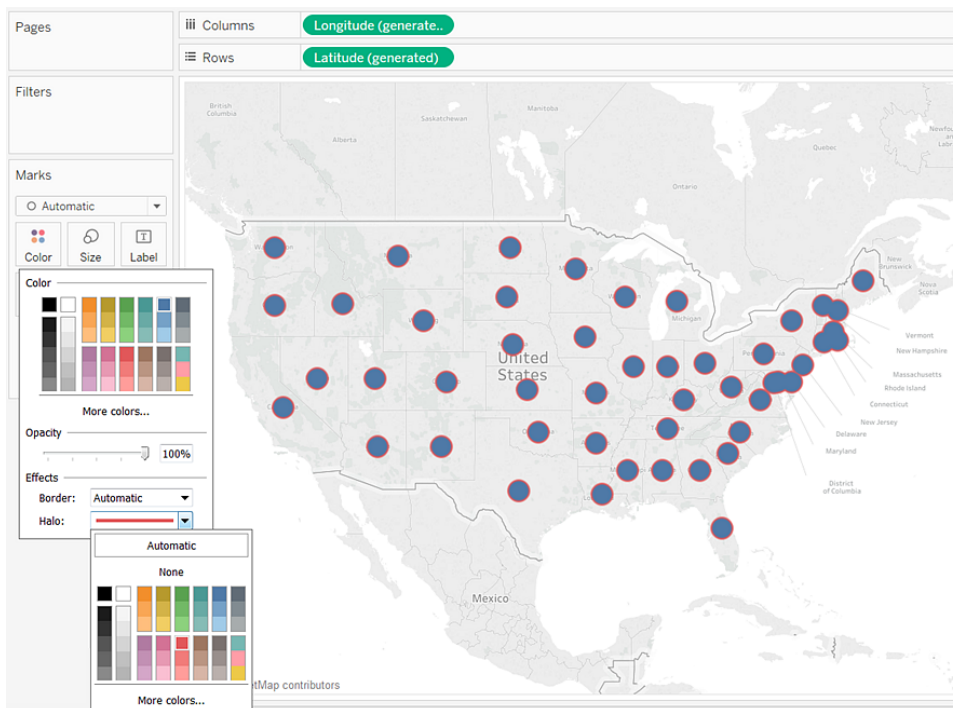 Pages
Columns
Longitude (generate..
Rows
Latitude (generated)
Filters
Marks
Automatic
Color
Size
Label
Color
More colors...
Opacity
100%
Effects
Border:
Automatic
Halo:
Automatic
None
More colors...
British
Columbia
Alberta
Saskatchewan
Manitoba
Ontario
Quebec
New
Brunswick
Nova
Scotia
Michigan
United
States
Vermont
New Hampshire
Massachusetts
Rhode Island
Connecticut
New Jersey
Delaware
Maryland
District
of Columbia
Mexico
contributors